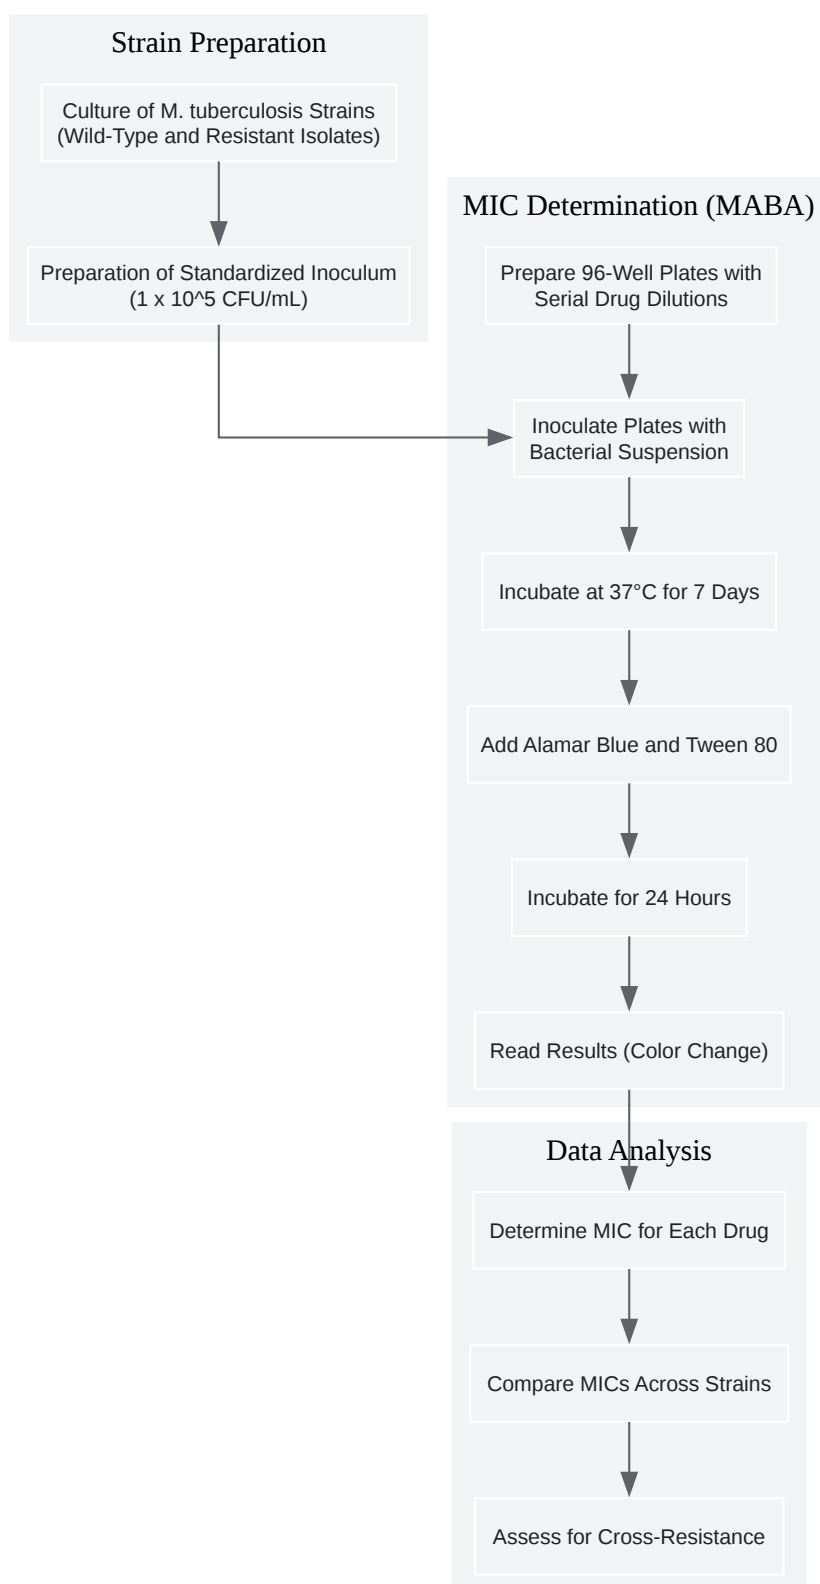 Strain Preparation
Culture of M. tuberculosis Strains
(Wild-Type and Resistant Isolates)
Preparation of Standardized Inoculum
(1 x 10^5 CFU/mL)
MIC Determination (MABA)
Prepare 96-Well Plates with
Serial Drug Dilutions
Inoculate Plates with
Bacterial Suspension
Incubate at 37°C for 7 Days
Add Alamar Blue and Tween 80
Incubate for 24 Hours
Read Results (Color Change)
Data Analysis
Determine MIC for Each Drug
Compare MICs Across Strains
Assess for Cross-Resistance